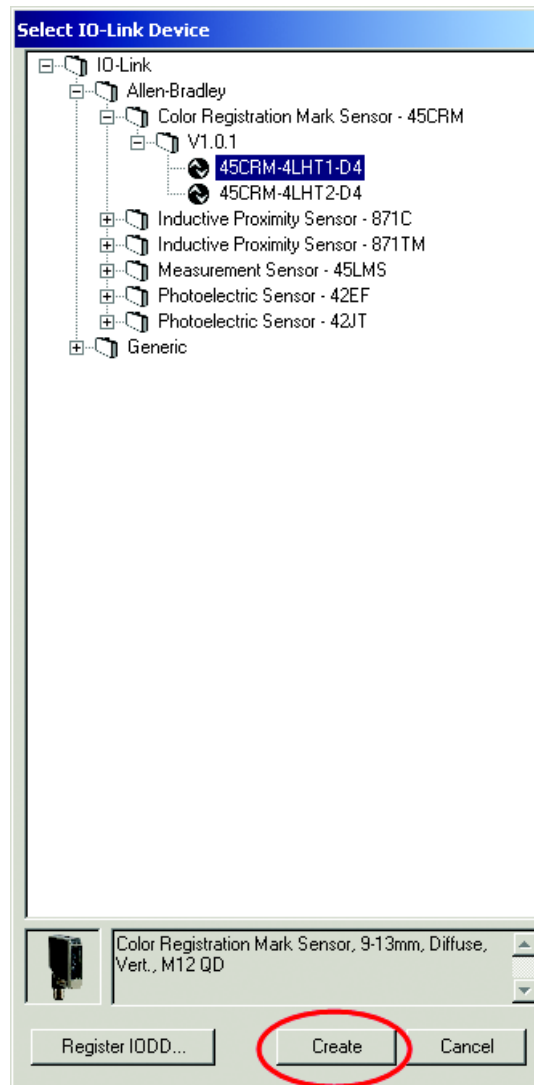 Select IO-Link Device
IO-Link
Allen-Bradley
Color Registration Mark Sensor - 45CRM
V1.0.1
45CRM-4LHT1-D4
45CRM-4LHT2-D4
Inductive Proximity Sensor - 871C
Inductive Proximity Sensor - 871TM
Measurement Sensor - 45LMS
Photoelectric Sensor - 42EF
Photoelectric Sensor - 42JT
Generic
Color Registration Mark Sensor, 9-13mm, Diffuse,
Vert., M12 QD
Register IODD... Create Cancel